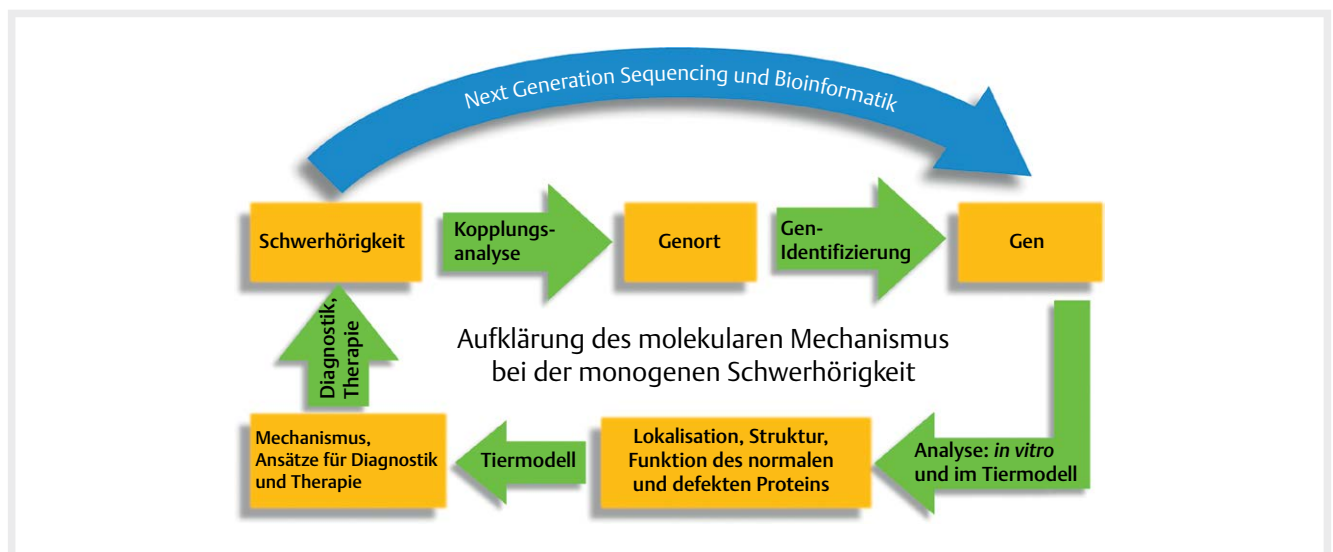 Next Generation Sequencing und Bioinformatik
Schwerhörigkeit
Kopplungs-
analyse
Genort
Gen-
Identifizierung
Gen
Diagnostik,
Therapie
Aufklärung des molekularen Mechanismus
bei der monogenen Schwerhörigkeit
Mechanismus,
Ansätze für Diagnostik
und Therapie
Tiermodell
Lokalisation, Struktur,
Funktion des normalen
und defekten Proteins
Analyse: in vitro
und im Tiermodell